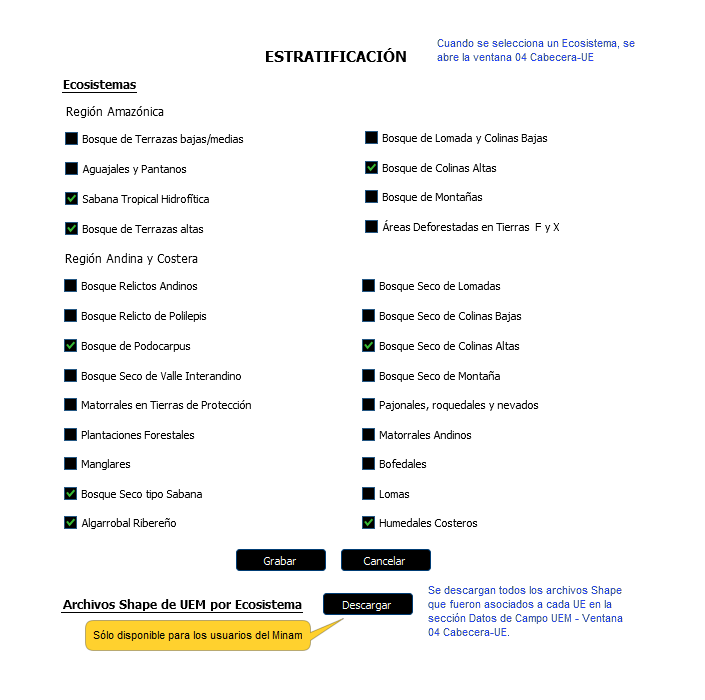 ESTRATIFICACIÓN
Cuando se selecciona un Ecosistema, se
abre la ventana 04 Cabecera-UE
Ecosistemas
Región Amazónica
Bosque de Terrazas bajas/medias
Bosque de Lomada y Colinas Bajas
Aguajales y Pantanos
Bosque de Colinas Altas
Sabana Tropical Hidrofítica
Bosque de Montañas
Bosque de Terrazas altas
Áreas Deforestadas en Tierras F y X
Región Andina y Costera
Bosque Relictos Andinos
Bosque Seco de Lomadas
Bosque Relicto de Polilepis
Bosque Seco de Colinas Bajas
Bosque de Podocarpus
Bosque Seco de Colinas Altas
Bosque Seco de Valle Interandino
Bosque Seco de Montaña
Matorrales en Tierras de Protección
Pajonales, roquedales y nevados
Plantaciones Forestales
Matorrales Andinos
Manglares
Bofedales
Bosque Seco tipo Sabana
Lomas
Algarrobal Ribereño
Humedales Costeros
Grabar
Cancelar
Archivos Shape de UEM por Ecosistema
Descargar
Se descargan todos los archivos Shape
que fueron asociados a cada UE en la
sección Datos de Campo UEM - Ventana
04 Cabecera-UE.
Sólo disponible para los usuarios del Minam